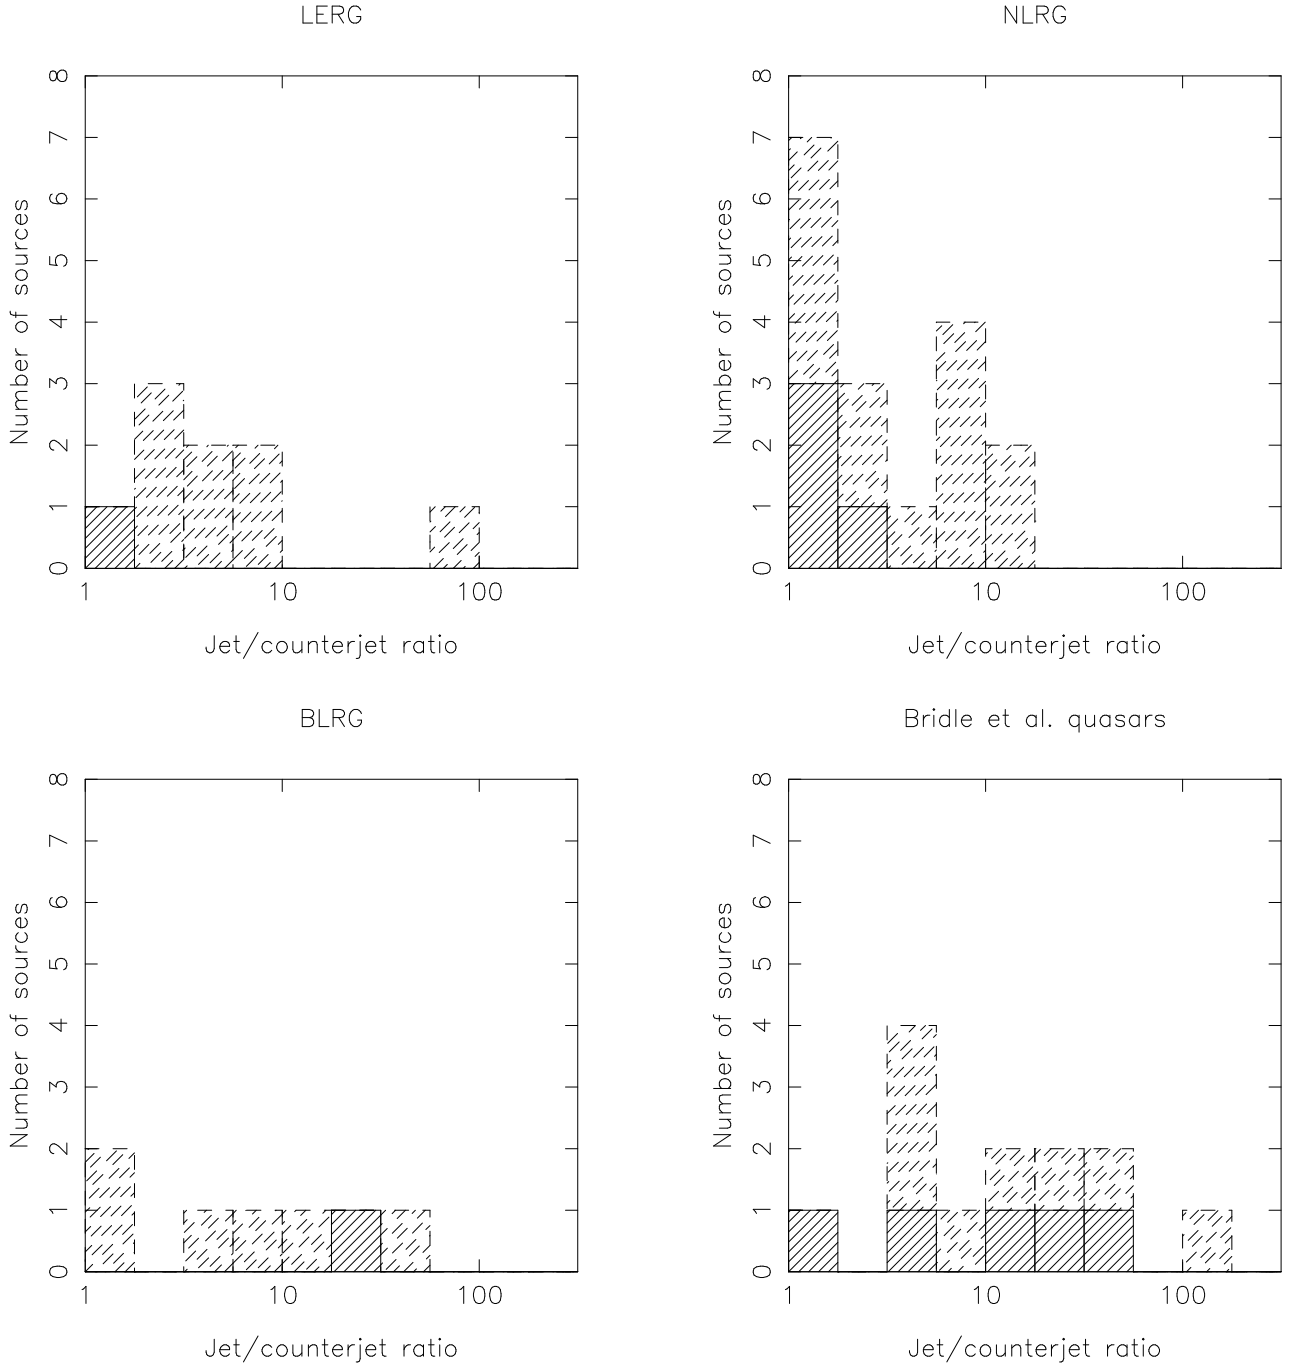 LERG
8
7
6
5
4
3
2
1
0
Number of sources
1 10 100
Jet/counterjet ratio
NLRG
8
7
6
5
4
3
2
1
0
Number of sources
1 10 100
Jet/counterjet ratio
BLRG
8
7
6
5
4
3
2
1
0
Number of sources
1 10 100
Jet/counterjet ratio
Bridle et al. quasars
8
7
6
5
4
3
2
1
0
Number of sources
1 10 100
Jet/counterjet ratio